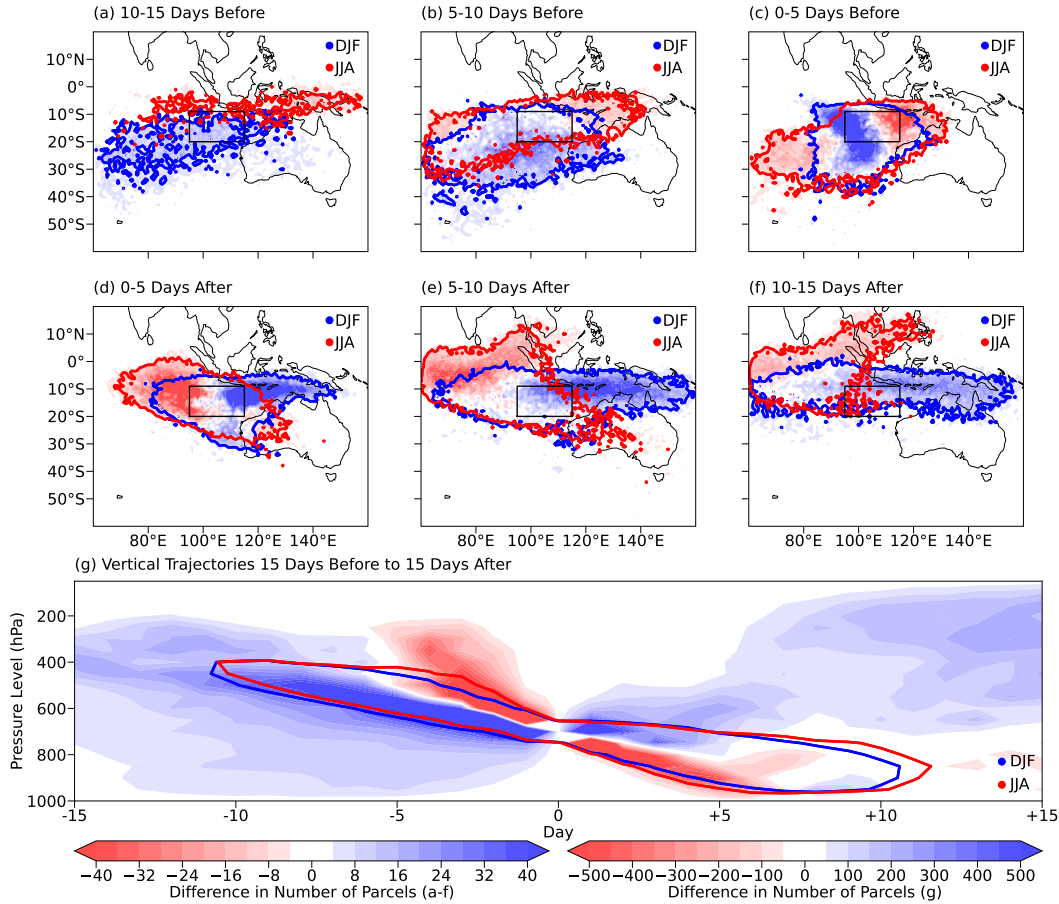 (a) 10-15 Days Before
(b) 5-10 Days Before
(c) 0-5 Days Before
10°N
0°
10°S
20°S
30°S
40°S
50°S
DJF
JJA
DJF
JJA
DJF
JJA
(d) 0-5 Days After
(e) 5-10 Days After
(f) 10-15 Days After
10°N
0°
10°S
20°S
30°S
40°S
50°S
DJF
JJA
DJF
JJA
DJF
JJA
80°E 100°E 120°E 140°E
80°E 100°E 120°E 140°E
80°E 100°E 120°E 140°E
(g) Vertical Trajectories 15 Days Before to 15 Days After
Pressure Level (hPa)
200
400
600
800
1000
DJF
JJA
-15 -10 -5 0 +5 +10 +15
Day
−40 −32 −24 −16 −8 0 8 16 24 32 40
Difference in Number of Parcels (a-f)
−500 −400 −300 −200 −100 0 100 200 300 400 500
Difference in Number of Parcels (g)